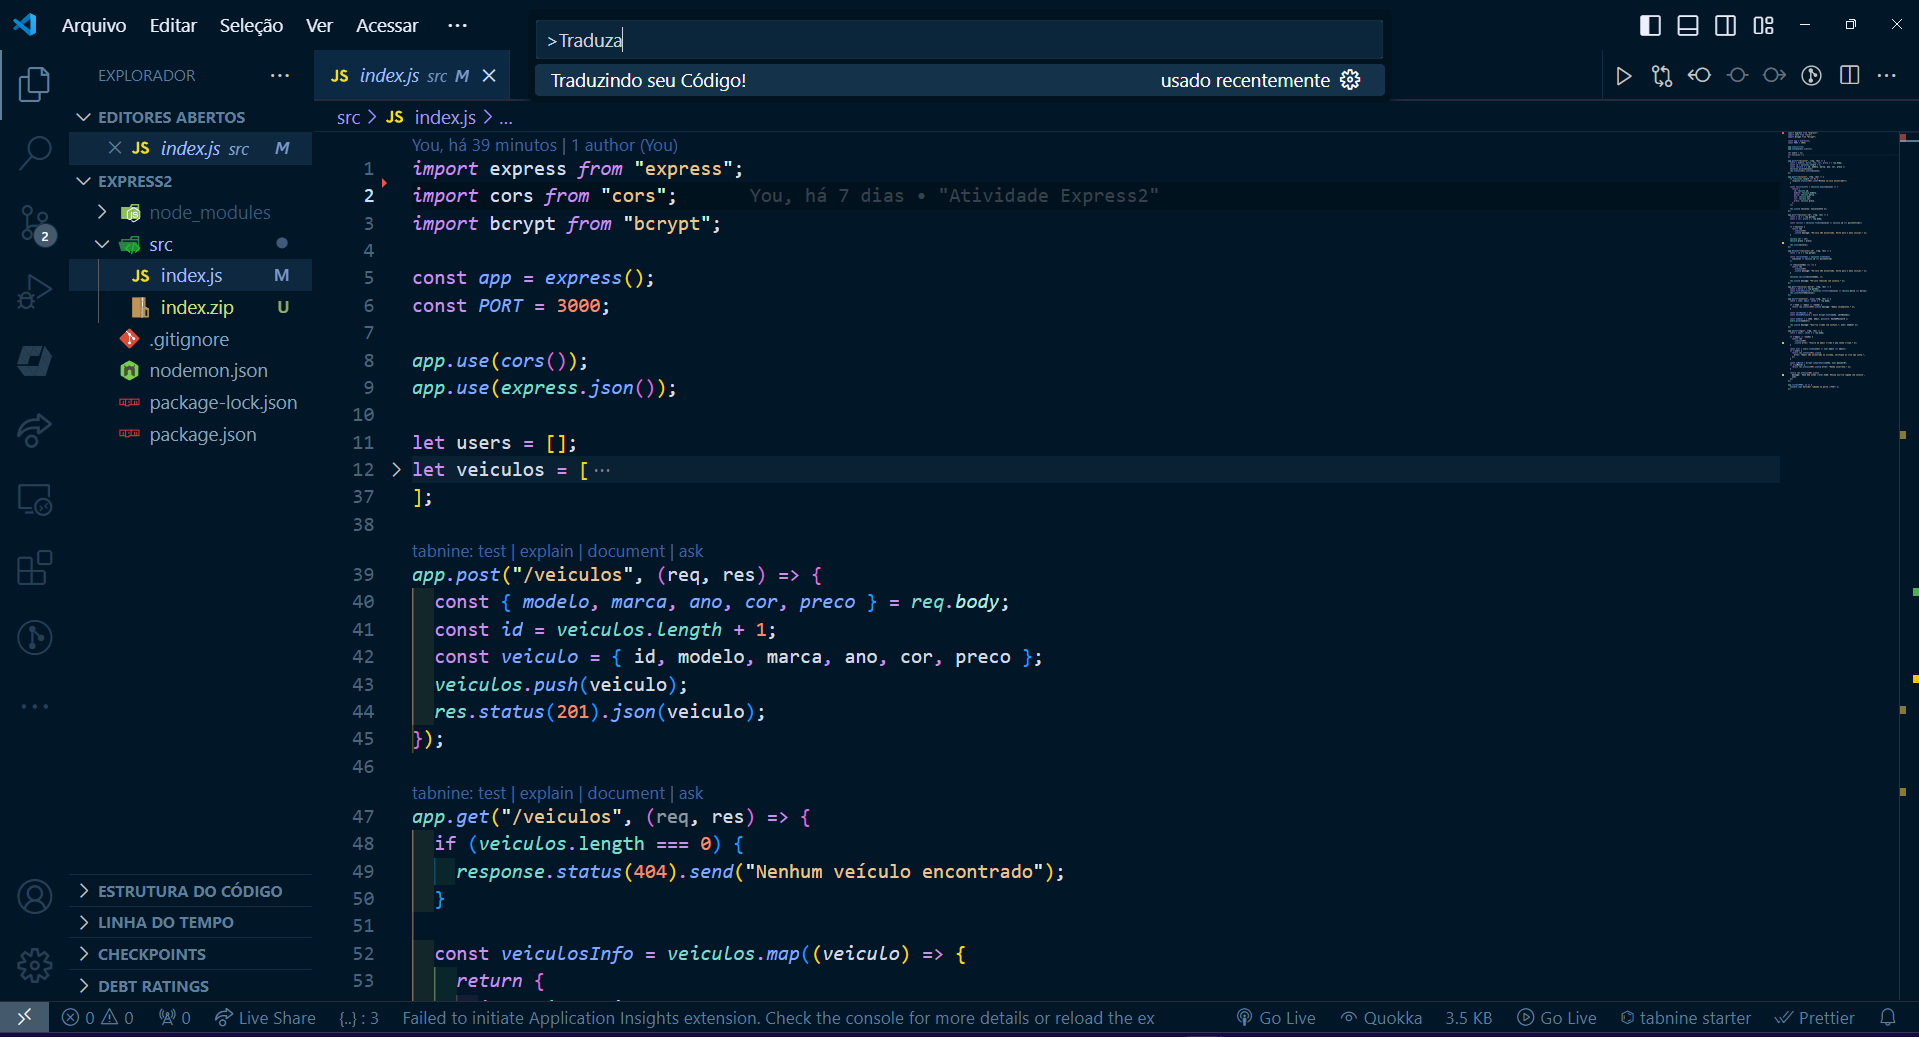 Arquivo Editar Seleção Ver Acessar ···
>Traduza
Traduzindo seu Código! usado recentemente
EXPLORADOR ···
JS index.js src M
EDITORES ABERTOS
JS index.js src M
EXPRESS2
node_modules
src
JS index.js M
index.zip U
.gitignore
nodemon.json
package-lock.json
package.json
2
ESTRUTURA DO CÓDIGO
LINHA DO TEMPO
CHECKPOINTS
DEBT RATINGS
src > JS index.js > ...
You, há 39 minutos | 1 author (You)
1 import express from "express";
2 import cors from "cors"; You, há 7 dias • "Atividade Express2"
3 import bcrypt from "bcrypt";
4
5 const app = express();
6 const PORT = 3000;
7
8 app.use(cors());
9 app.use(express.json());
10
11 let users = [];
12 let veiculos = [ ···
37 ];
38
tabnine: test | explain | document | ask
39 app.post("/veiculos", (req, res) => {
40 const { modelo, marca, ano, cor, preco } = req.body;
41 const id = veiculos.length + 1;
42 const veiculo = { id, modelo, marca, ano, cor, preco };
43 veiculos.push(veiculo);
44 res.status(201).json(veiculo);
45 });
46
tabnine: test | explain | document | ask
47 app.get("/veiculos", (req, res) => {
48 if (veiculos.length === 0) {
49 response.status(404).send("Nenhum veículo encontrado");
50 }
51
52 const veiculosInfo = veiculos.map((veiculo) => {
53 return {
0 0 0 Live Share {..} : 3 Failed to initiate Application Insights extension. Check the console for more details or reload the ex Go Live Quokka 3.5 KB Go Live tabnine starter Prettier